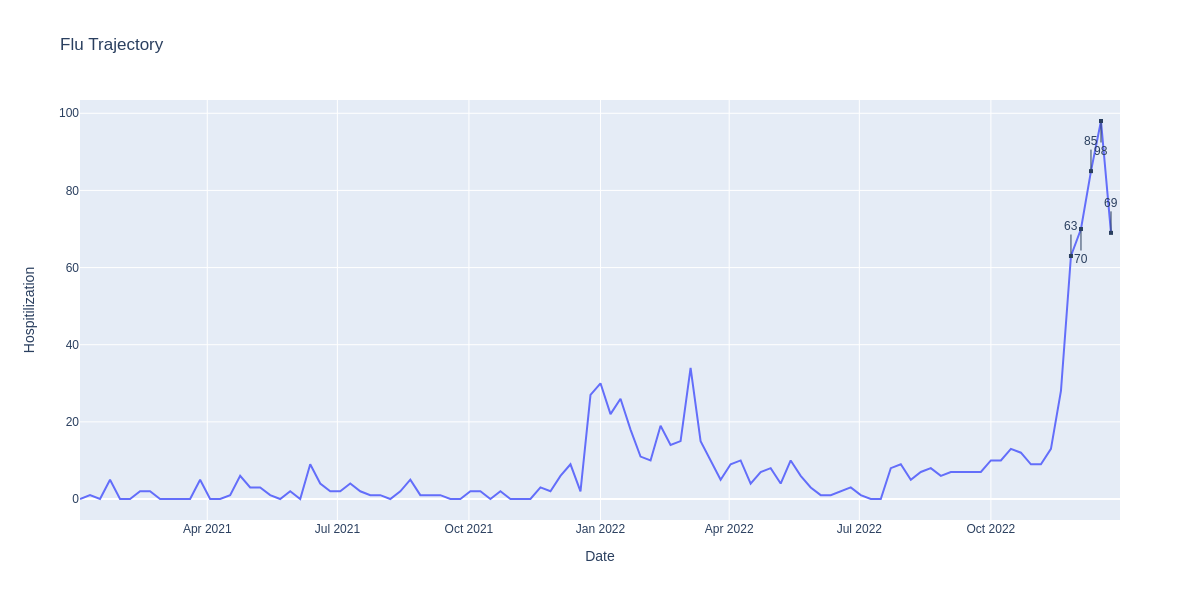 Flu Trajectory
Hospitilization
100
80
60
40
20
0
85
98
69
63
70
Apr 2021
Jul 2021
Oct 2021
Jan 2022
Apr 2022
Jul 2022
Oct 2022
Date